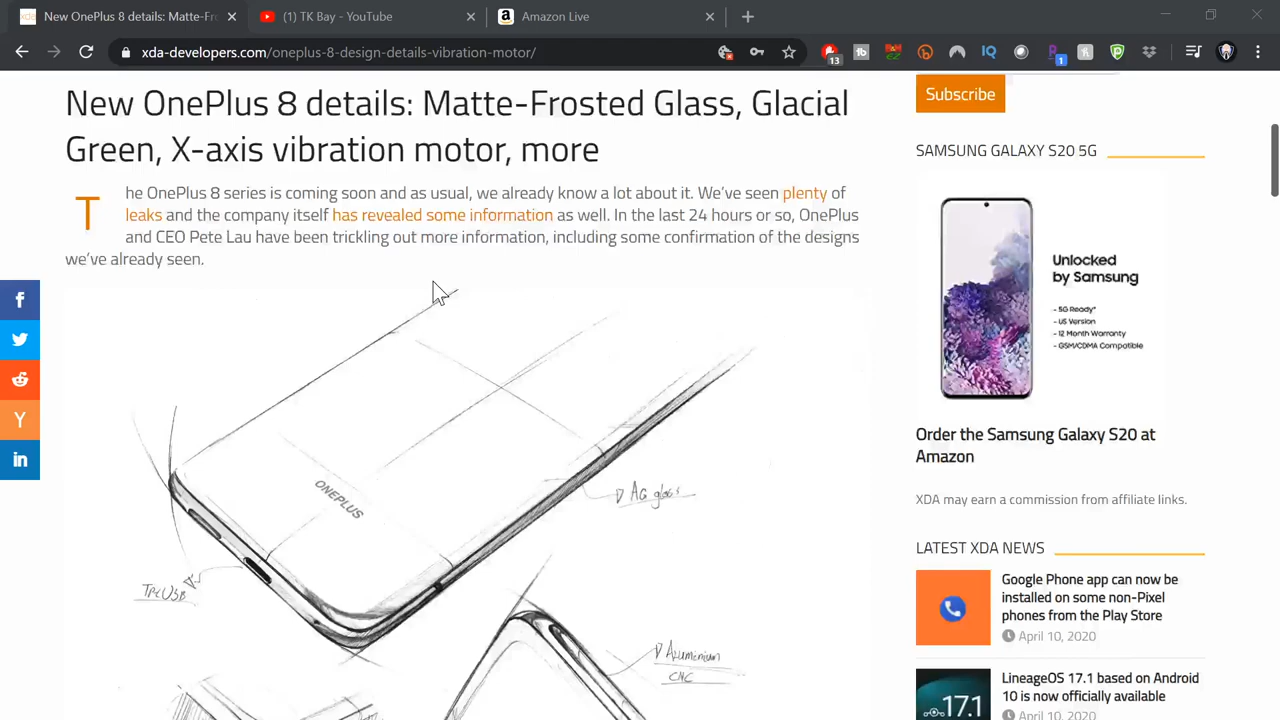 New OnePlus 8 details: Matte-Fro
(1) TK Bay - YouTube
Amazon Live
xda-developers.com/oneplus-8-design-details-vibration-motor/
13
1
New OnePlus 8 details: Matte-Frosted Glass, Glacial
Green, X-axis vibration motor, more
The OnePlus 8 series is coming soon and as usual, we already know a lot about it. We've seen plenty of
leaks and the company itself has revealed some information as well. In the last 24 hours or so, OnePlus
and CEO Pete Lau have been trickling out more information, including some confirmation of the designs
we've already seen.
ONEPLUS
AG glass
Aluminium
CNC
Subscribe
SAMSUNG GALAXY S20 5G
Unlocked
by Samsung
- 5G Ready*
- US Version
- 12 Month Warranty
- GSM/CDMA Compatible
Order the Samsung Galaxy S20 at
Amazon
XDA may earn a commission from affiliate links.
LATEST XDA NEWS
Google Phone app can now be
installed on some non-Pixel
phones from the Play Store
April 10, 2020
17.1
LineageOS 17.1 based on Android
10 is now officially available
April 10, 2020